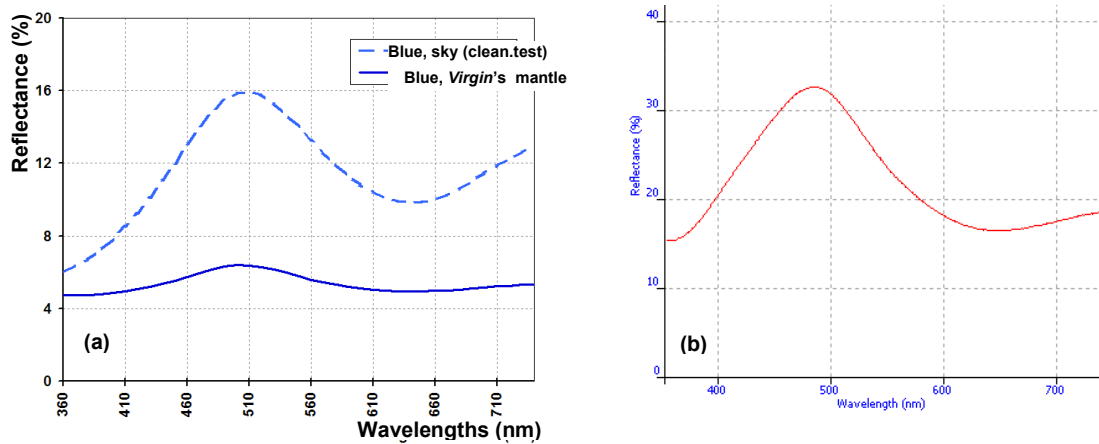 20
16
12
8
4
0
Reflectance (%)
Blue, sky (clean.test)
Blue, Virgin's mantle
(a)
360
410
460
510
560
610
660
710
Wavelengths (nm)
40
30
20
10
0
Reflectance (%)
(b)
400
500
600
700
Wavelength (nm)